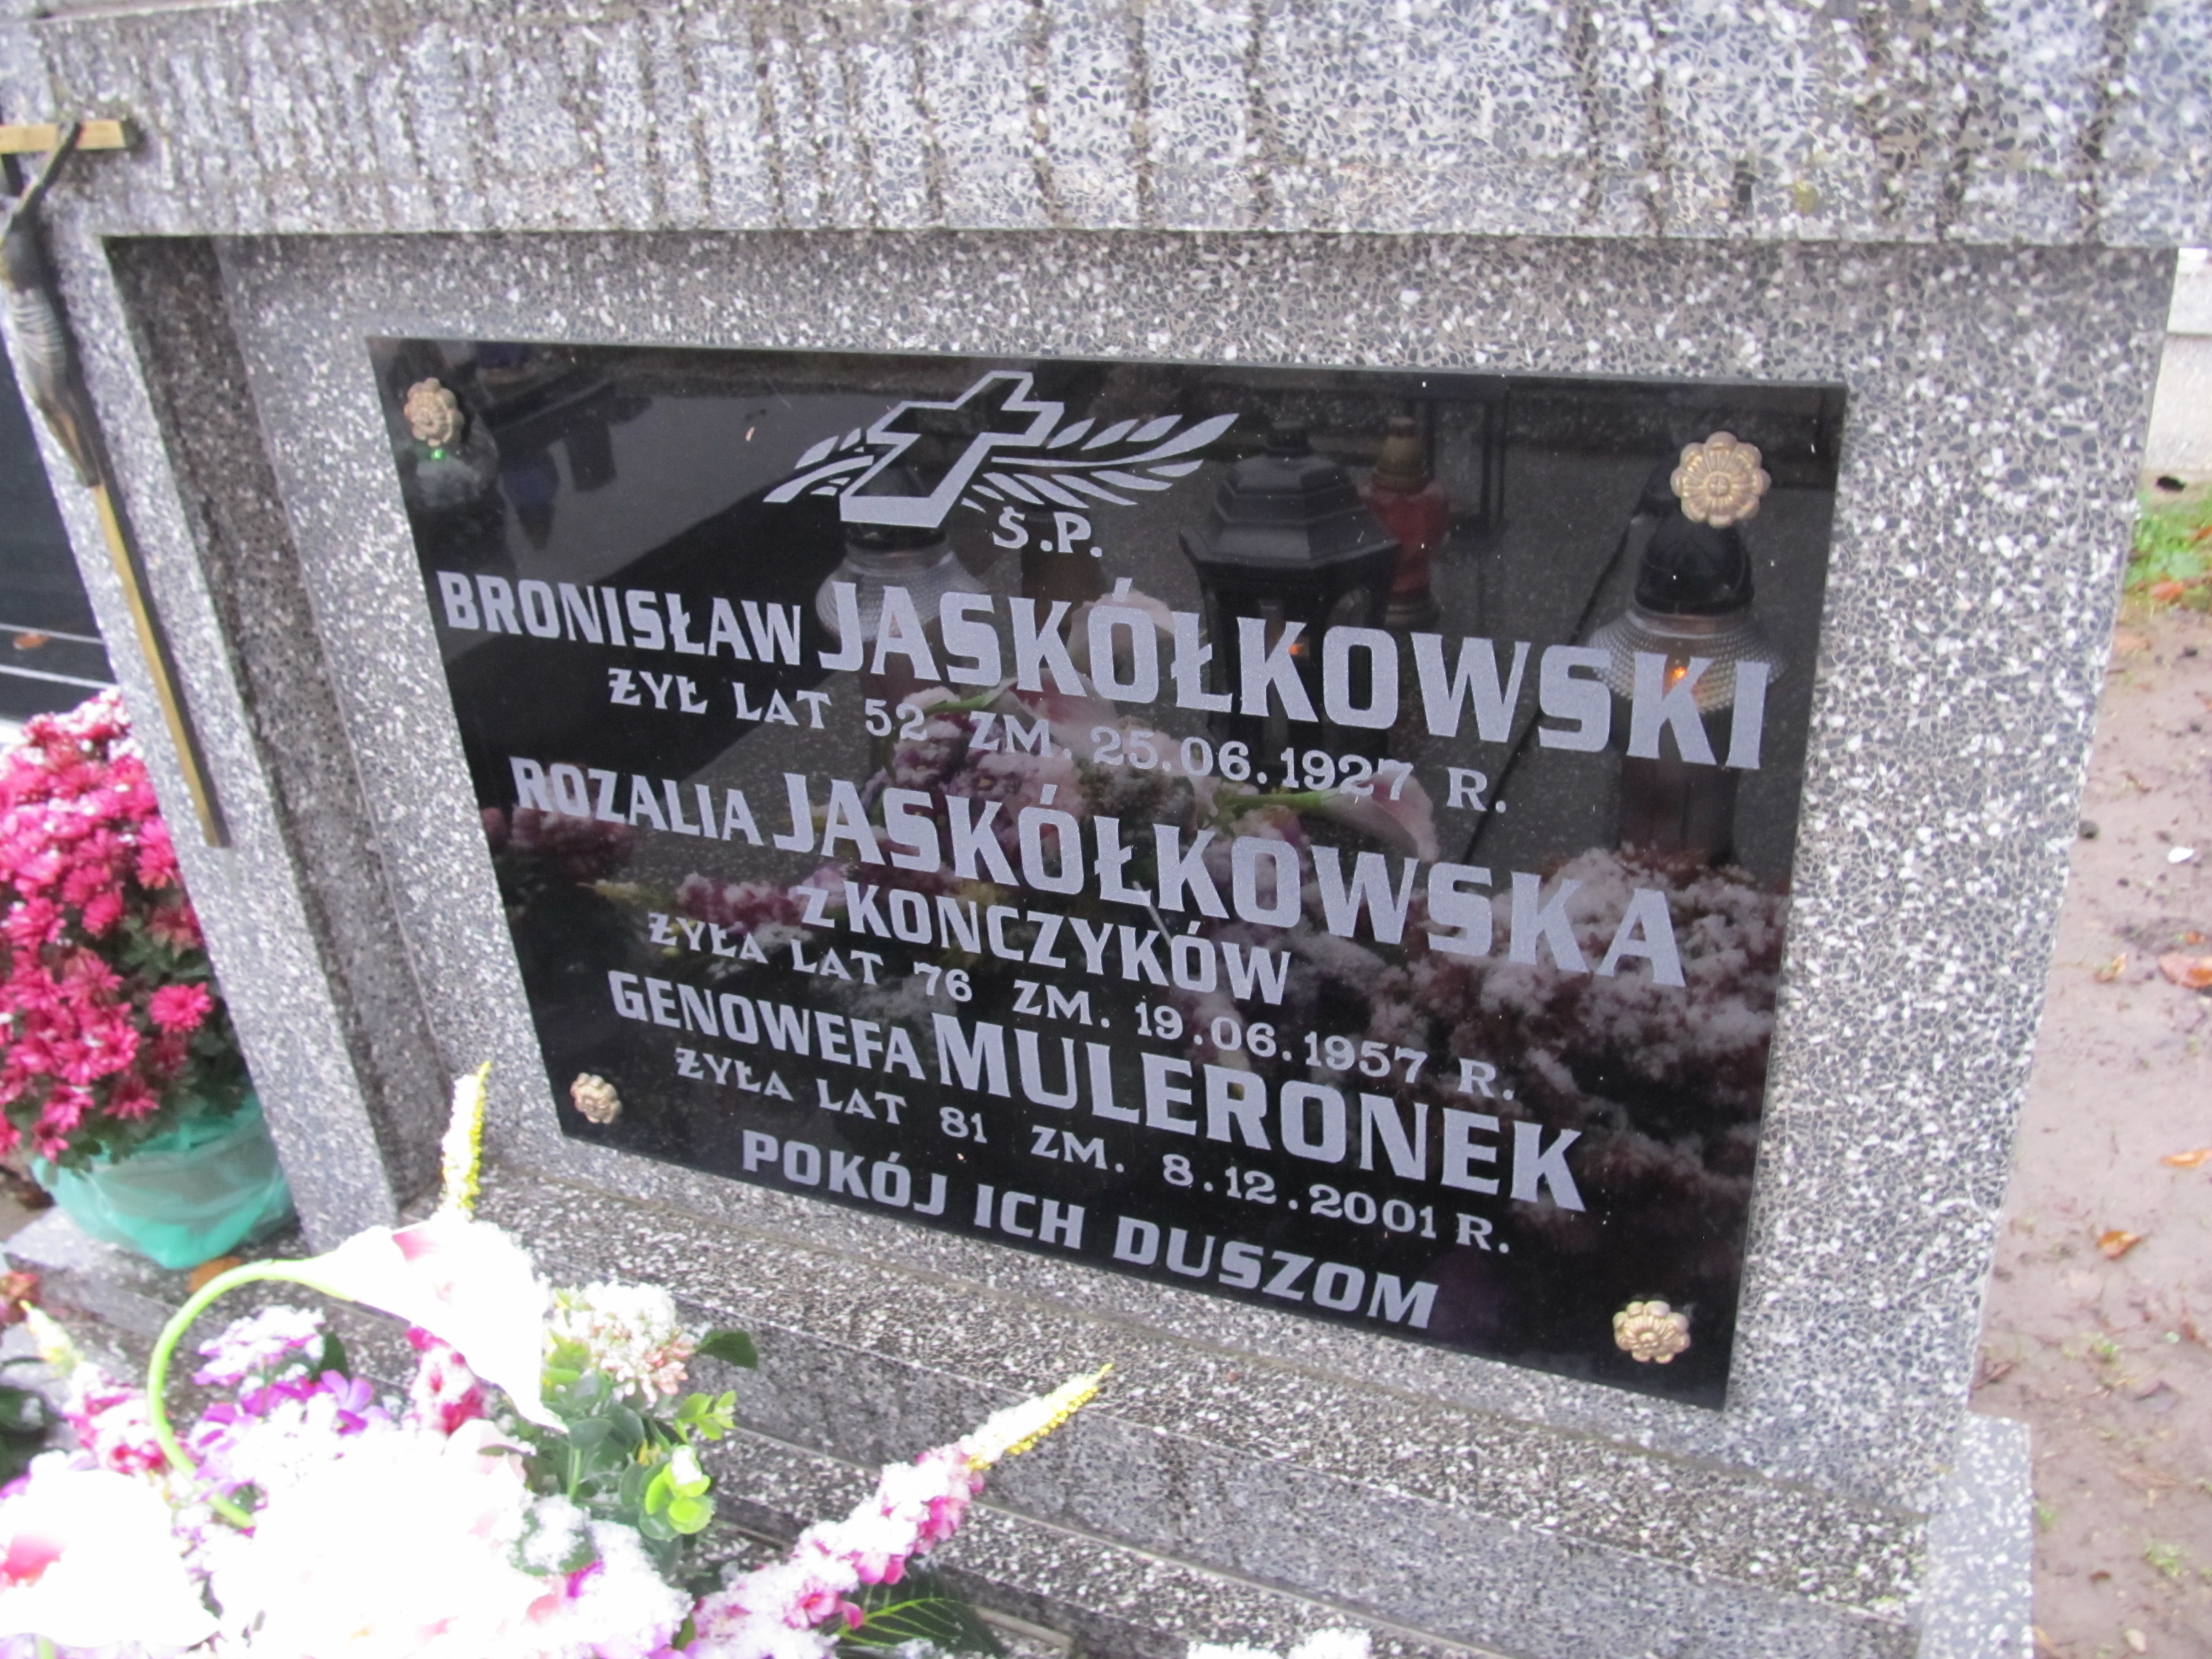 Ś.P.
BRONISŁAW JASKÓŁKOWSKI
ŻYŁ LAT 52 ZM. 25.06.1927 R.
ROZALIA JASKÓŁKOWSKA
Z KONCZYKÓW
ŻYŁA LAT 76 ZM. 19.06.1957 R.
GENOWEFA MULERONEK
ŻYŁA LAT 81 ZM. 8.12.2001 R.
POKÓJ ICH DUSZOM